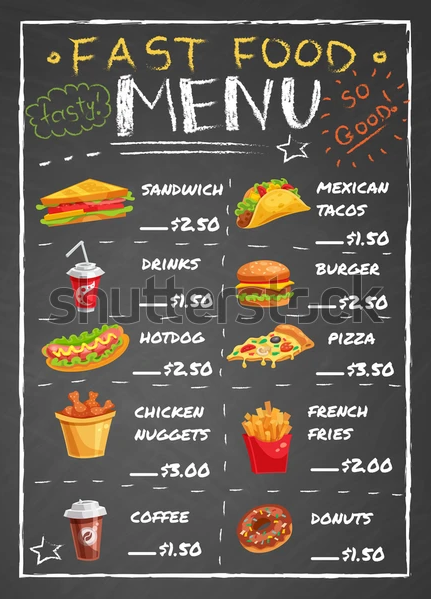 FAST FOOD
MENU
tasty!
SO
GOOD!
SANDWICH
$2.50
MEXICAN
TACOS
$1.50
DRINKS
$1.50
BURGER
$2.50
shutterstock
HOTDOG
$2.50
PIZZA
$3.50
CHICKEN
NUGGETS
$3.00
FRENCH
FRIES
$2.00
COFFEE
$1.50
DONUTS
$1.50